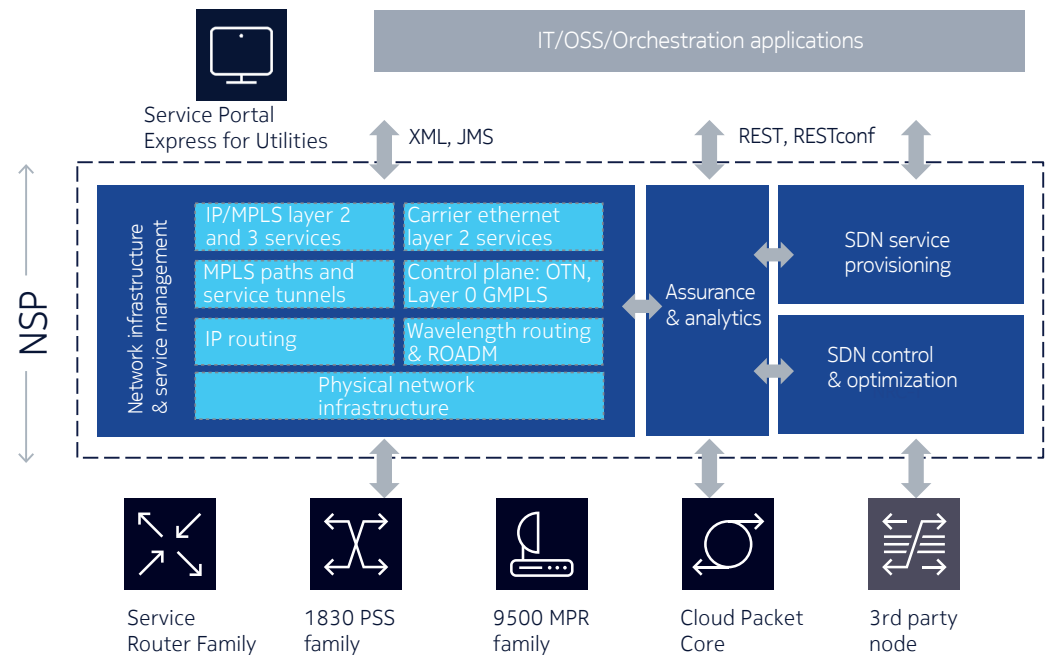 IT/OSS/Orchestration applications
Service Portal
Express for Utilities
XML, JMS
REST, RESTconf
NSP
Network infrastructure
& service management
IP/MPLS layer 2
and 3 services
Carrier ethernet
layer 2 services
MPLS paths and
service tunnels
Control plane: OTN,
Layer 0 GMPLS
IP routing
Wavelength routing
& ROADM
Physical network
infrastructure
Assurance
& analytics
SDN service
provisioning
SDN control
& optimization
Service
Router Family
1830 PSS
family
9500 MPR
family
Cloud Packet
Core
3rd party
node